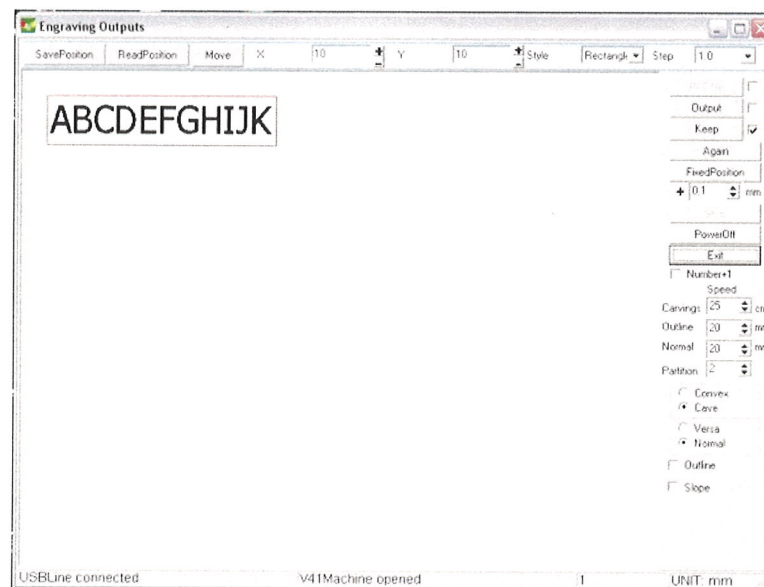 Engraving Outputs
SavePosition ReadPosition Move X 10 Y 10 Style Rectangle Step 1.0
Output
ABCDEFGHIJK
Keep
Again
FixedPosition
0.1 mm
PowerOff
Exit
Number+1
Speed
Carvings 25
Outline 20
Normal 20
Partition 2
Convex
Cave
Versa
Normal
Outline
Slope
USBLine connected V41Machine opened 1 UNIT: mm